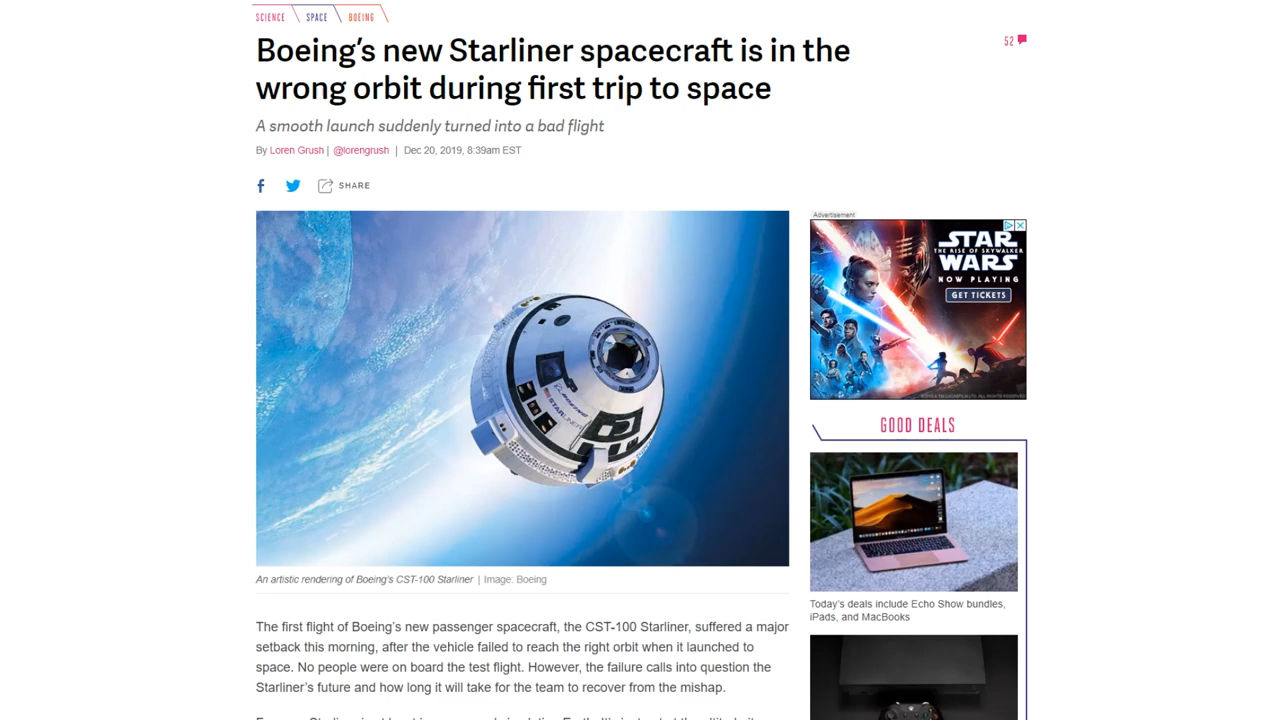 SCIENCE SPACE BOEING
Boeing's new Starliner spacecraft is in the
wrong orbit during first trip to space
52
A smooth launch suddenly turned into a bad flight
By Loren Grush | @lorengrush | Dec 20, 2019, 8:39am EST
SHARE
BOEING
STARLINER
An artistic rendering of Boeing's CST-100 Starliner | Image: Boeing
The first flight of Boeing's new passenger spacecraft, the CST-100 Starliner, suffered a major
setback this morning, after the vehicle failed to reach the right orbit when it launched to
space. No people were on board the test flight. However, the failure calls into question the
Starliner's future and how long it will take for the team to recover from the mishap.
Advertisement
STAR
THE RISE OF SKYWALKER
WARS
NOW PLAYING
GET TICKETS
GOOD DEALS
Today's deals include Echo Show bundles,
iPads, and MacBooks